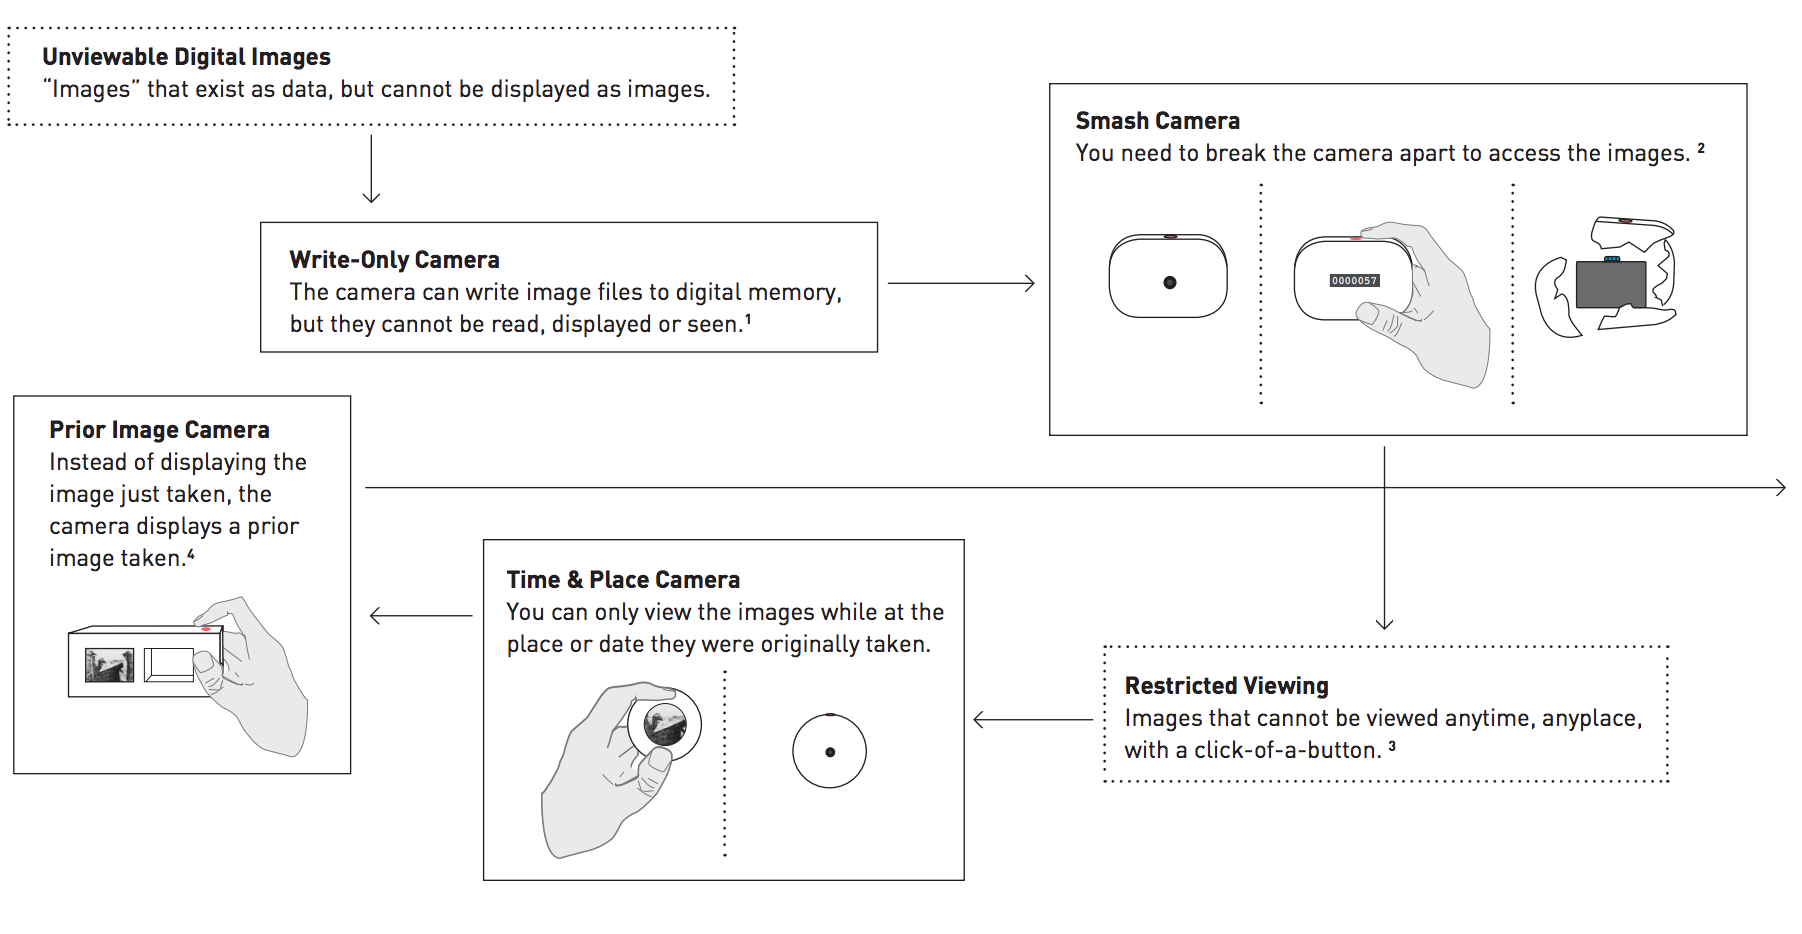 Unviewable Digital Images
“Images” that exist as data, but cannot be displayed as images.
Write-Only Camera
The camera can write image files to digital memory,
but they cannot be read, displayed or seen.¹
Smash Camera
You need to break the camera apart to access the images. ²
0000057
Restricted Viewing
Images that cannot be viewed anytime, anyplace,
with a click-of-a-button. ³
Time & Place Camera
You can only view the images while at the
place or date they were originally taken.
Prior Image Camera
Instead of displaying the
image just taken, the
camera displays a prior
image taken.⁴